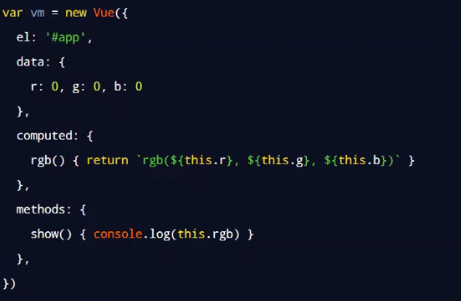 var vm = new Vue({
el: '#app',
data: {
r: 0, g: 0, b: 0
},
computed: {
rgb() { return `rgb(${this.r}, ${this.g}, ${this.b})` }
},
methods: {
show() { console.log(this.rgb) }
},
})